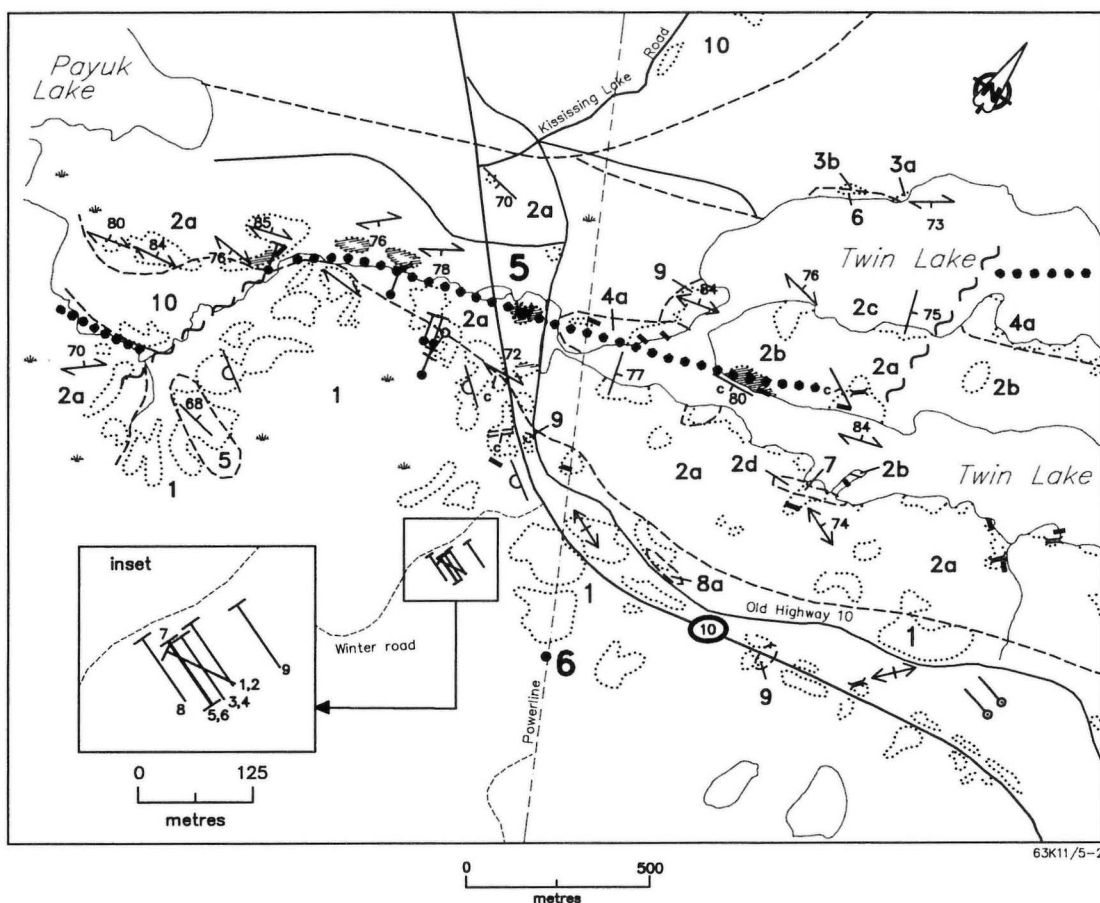 Payuk
Lake
Kississing Lake Road
10
N
3b
3a
6
73
80
2a
85
84
76
76
78
70
2a
5
9
84
4a
76
Twin Lake
2c
75
4a
10
2a
72
77
2b
c
80
c
2a
2b
70
2a
1
c
c
9
84
68
5
2a
2d
7
2b
Twin Lake
1
74
2a
inset
7
9
1,2
3,4
8
5,6
Winter road
1
8a
Old Highway 10
1
10
6
9
Powerline
0 125
metres
63K11/5-2
0 500
metres